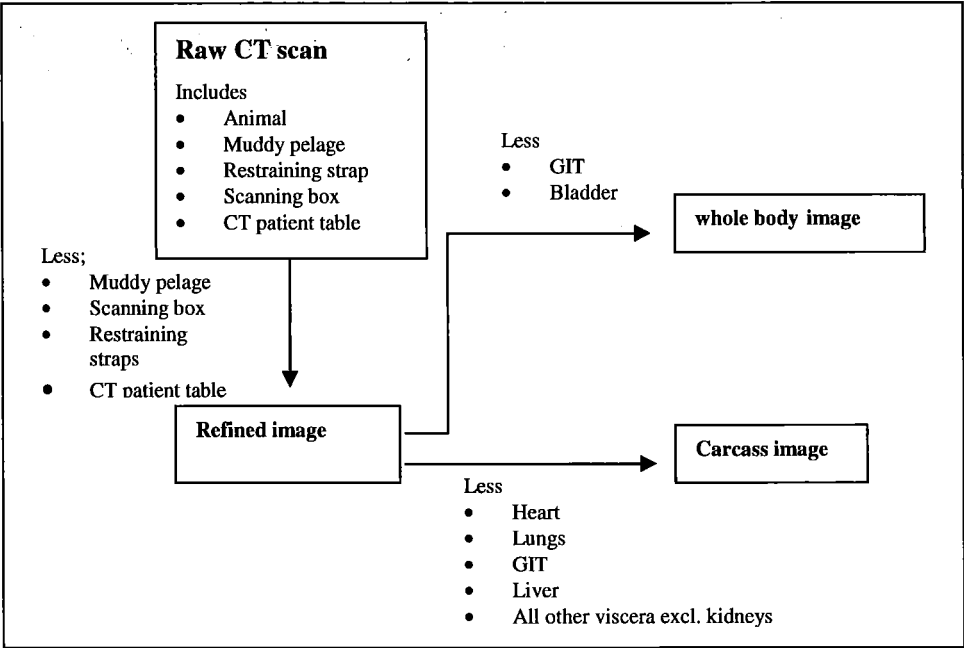 Raw CT scan
Includes
• Animal
• Muddy pelage
• Restraining strap
• Scanning box
• CT patient table
Less;
• Muddy pelage
• Scanning box
• Restraining
straps
• CT patient table
Refined image
Less
• GIT
• Bladder
whole body image
Carcass image
Less
• Heart
• Lungs
• GIT
• Liver
• All other viscera excl. kidneys